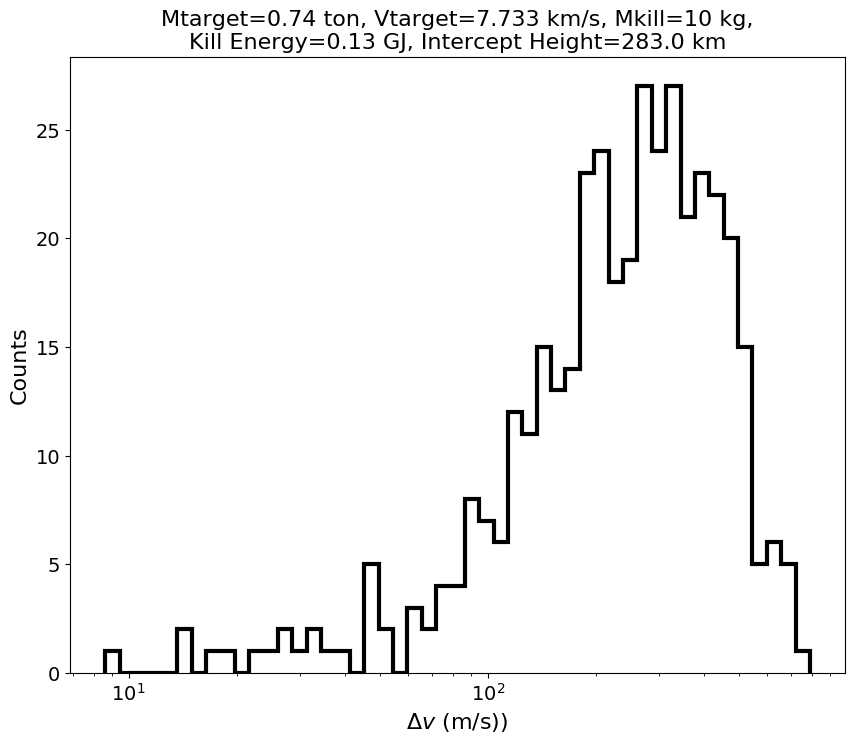 Mtarget=0.74 ton, Vtarget=7.733 km/s, Mkill=10 kg,
Kill Energy=0.13 GJ, Intercept Height=283.0 km
25
20
15
10
5
0
Counts
10¹ 10²
Δv (m/s))